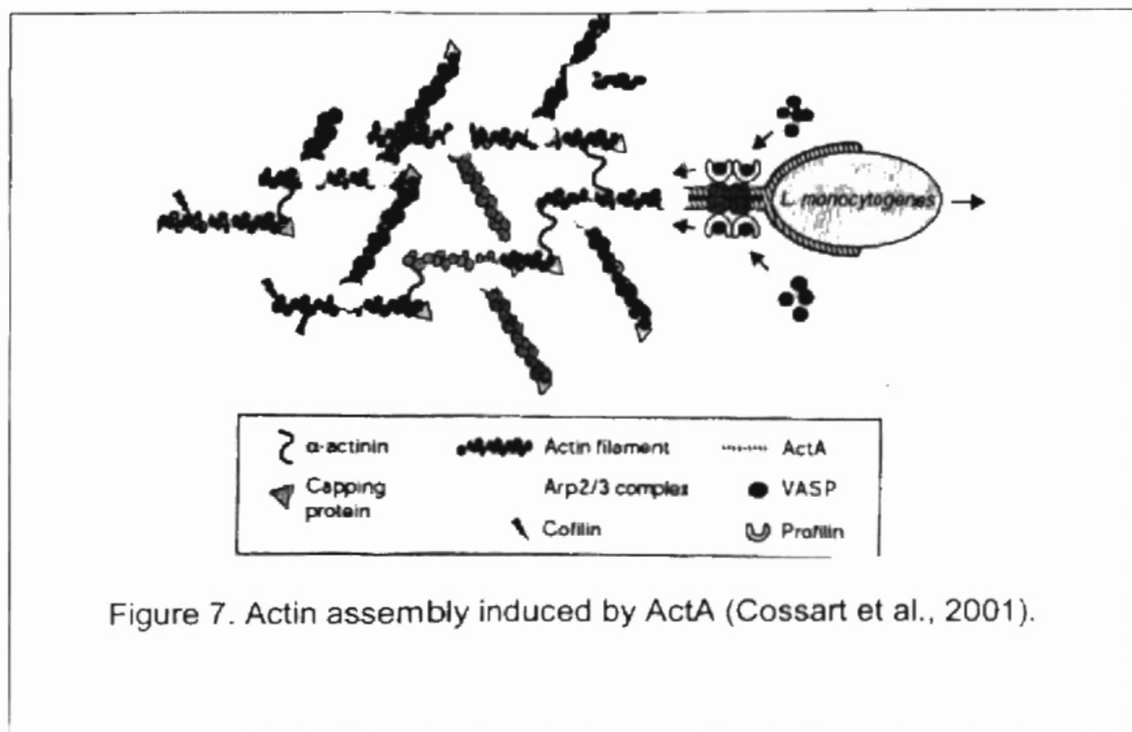 L. monocytogenes
α-actinin
Actin filament
ActA
Capping
protein
Arp2/3 complex
VASP
Cofilin
Profilin
Figure 7. Actin assembly induced by ActA (Cossart et al., 2001).